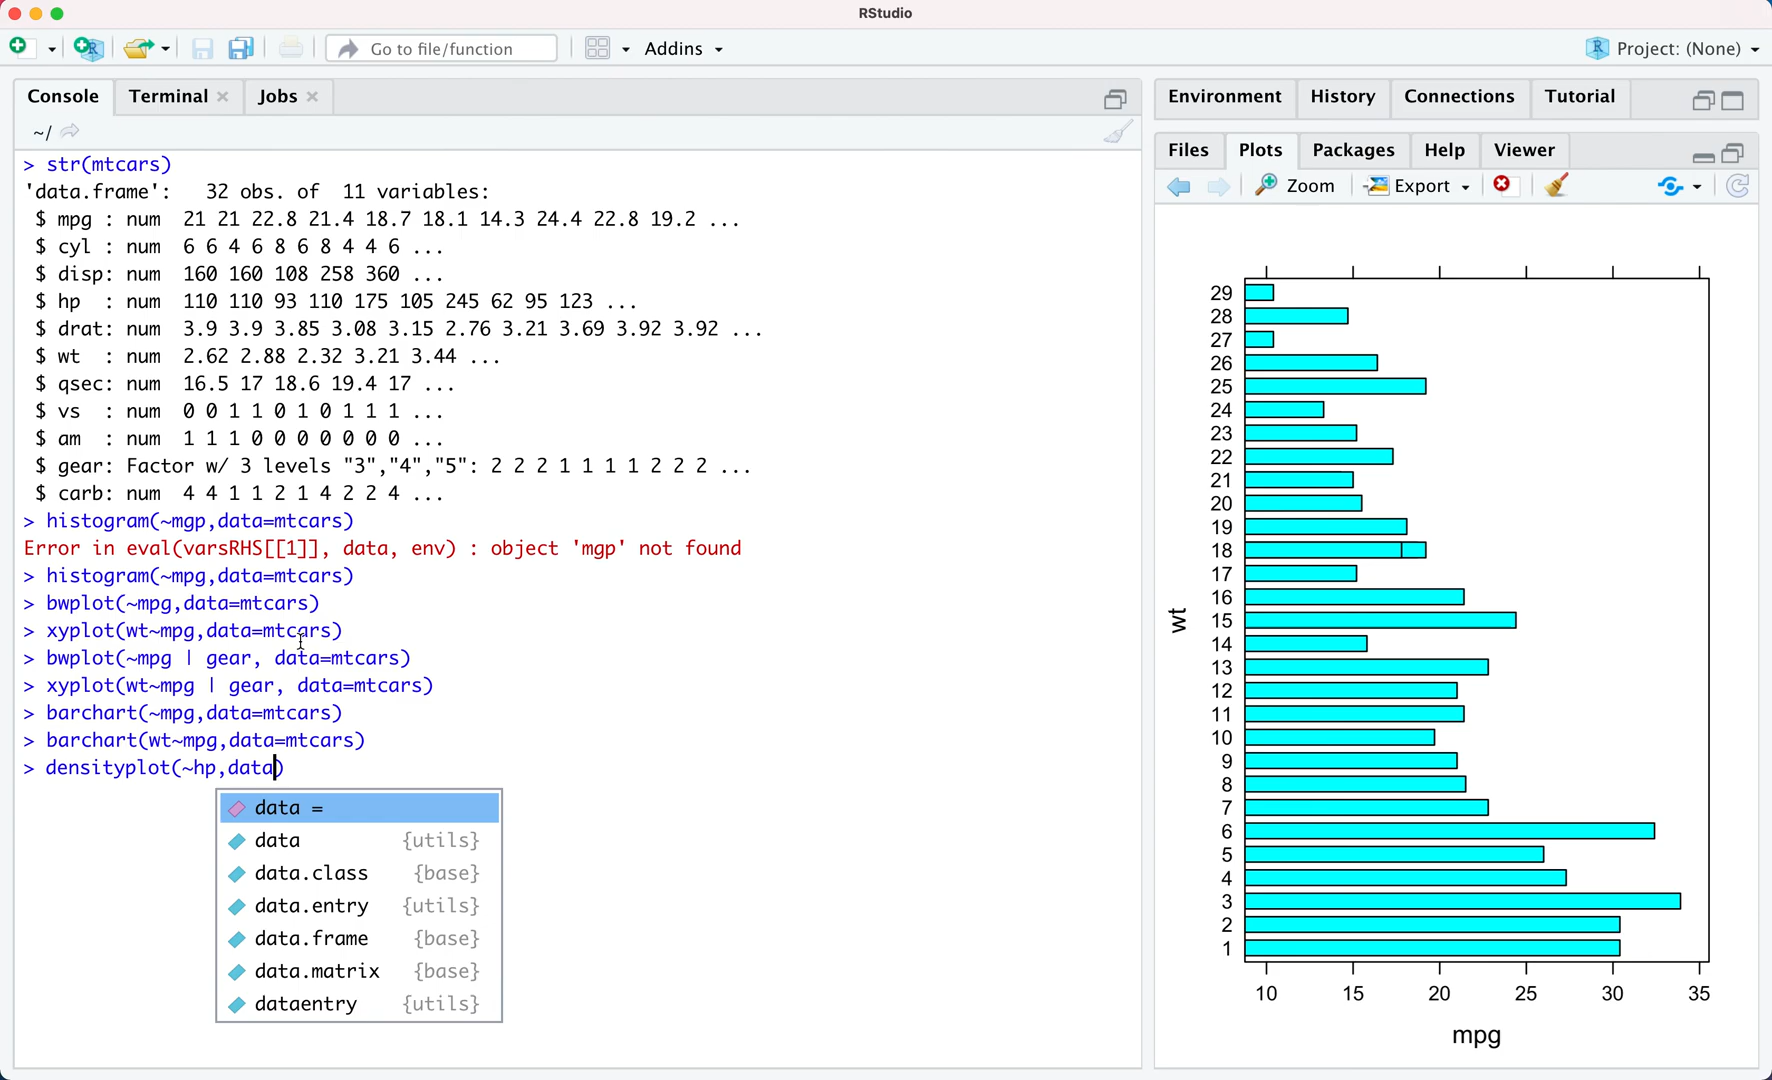 RStudio
Go to file/function
Addins
Project: (None)
Console
Terminal
Jobs
~/
> str(mtcars)
'data.frame':   32 obs. of  11 variables:
 $ mpg : num  21 21 22.8 21.4 18.7 18.1 14.3 24.4 22.8 19.2 ...
 $ cyl : num  6 6 4 6 8 6 8 4 4 6 ...
 $ disp: num  160 160 108 258 360 ...
 $ hp  : num  110 110 93 110 175 105 245 62 95 123 ...
 $ drat: num  3.9 3.9 3.85 3.08 3.15 2.76 3.21 3.69 3.92 3.92 ...
 $ wt  : num  2.62 2.88 2.32 3.21 3.44 ...
 $ qsec: num  16.5 17 18.6 19.4 17 ...
 $ vs  : num  0 0 1 1 0 1 0 1 1 1 ...
 $ am  : num  1 1 1 0 0 0 0 0 0 0 ...
 $ gear: Factor w/ 3 levels "3","4","5": 2 2 2 1 1 1 1 2 2 2 ...
 $ carb: num  4 4 1 1 2 1 4 2 2 4 ...
> histogram(~mgp,data=mtcars)
Error in eval(varsRHS[[1]], data, env) : object 'mgp' not found
> histogram(~mpg,data=mtcars)
> bwplot(~mpg,data=mtcars)
> xyplot(wt~mpg,data=mtcars)
> bwplot(~mpg | gear, data=mtcars)
> xyplot(wt~mpg | gear, data=mtcars)
> barchart(~mpg,data=mtcars)
> barchart(wt~mpg,data=mtcars)
> densityplot(~hp,data)
data =
data {utils}
data.class {base}
data.entry {utils}
data.frame {base}
data.matrix {base}
dataentry {utils}
Environment
History
Connections
Tutorial
Files
Plots
Packages
Help
Viewer
Zoom
Export
29
28
27
26
25
24
23
22
21
20
19
18
17
16
15
14
13
12
11
10
9
8
7
6
5
4
3
2
1
wt
10 15 20 25 30 35
mpg